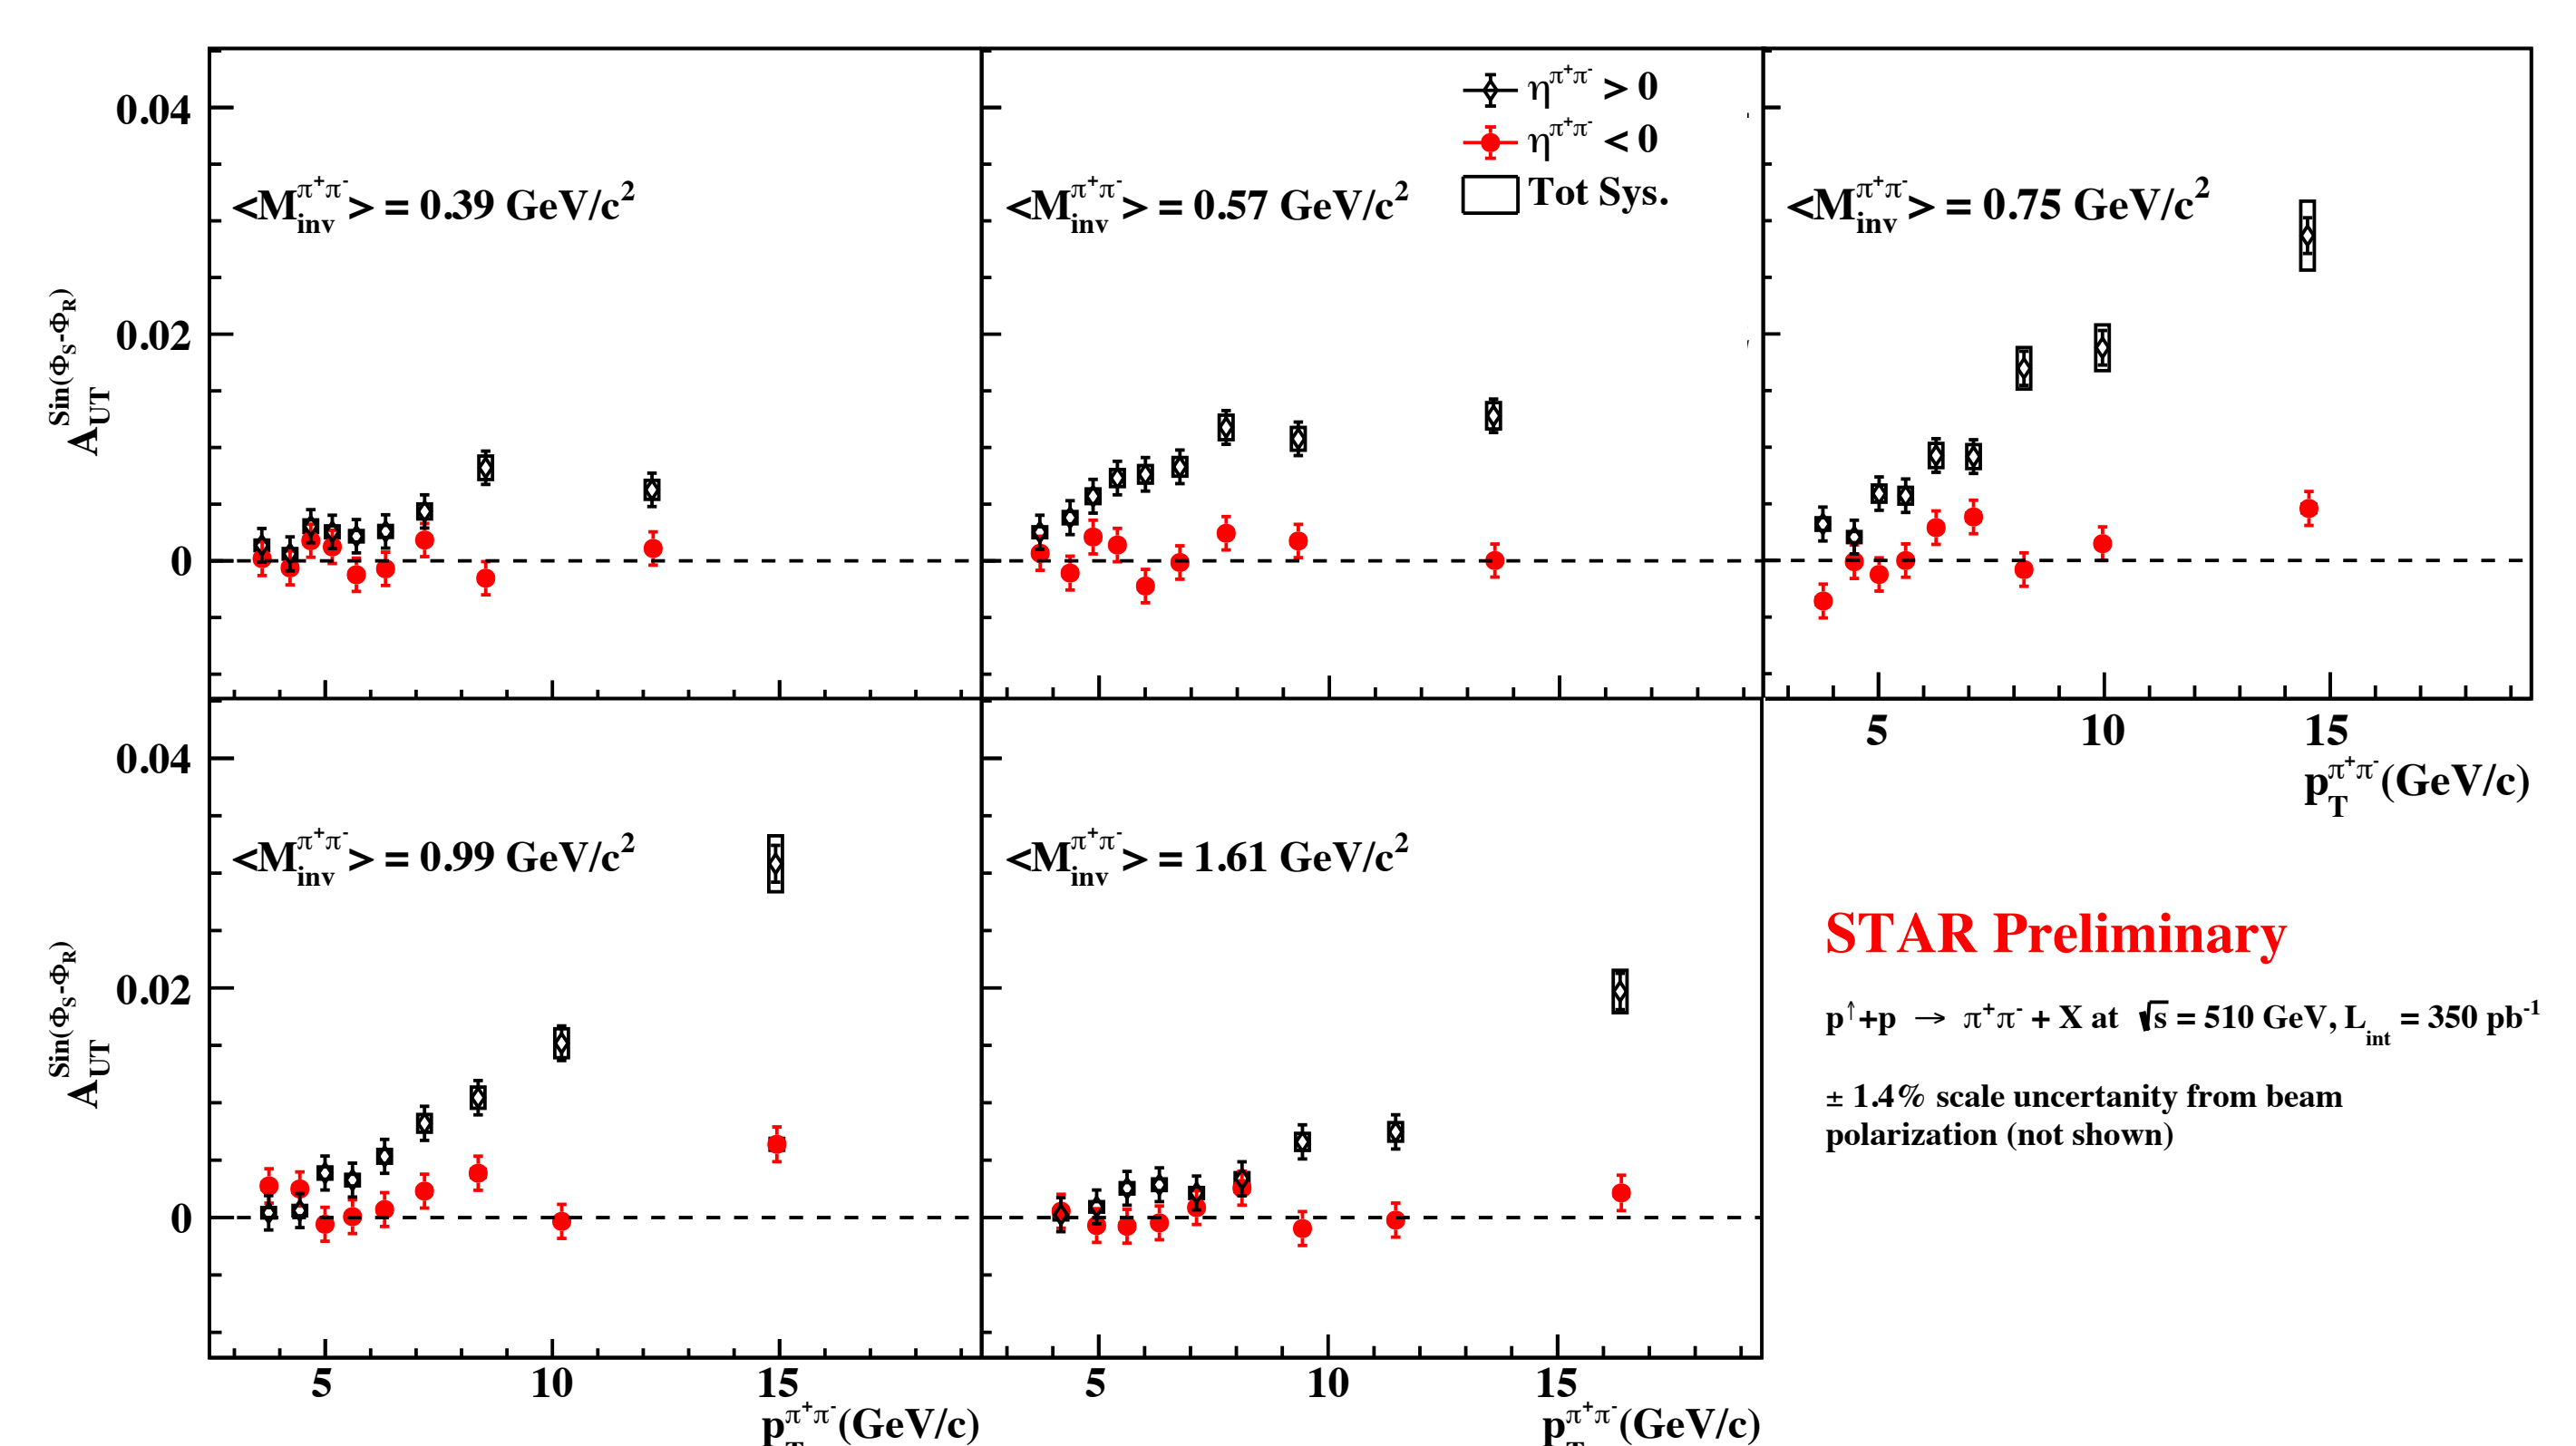 0.04
0.02
0
A_UT^Sin(Φ_S-Φ_R)
<M_inv^π⁺π⁻> = 0.39 GeV/c²
<M_inv^π⁺π⁻> = 0.57 GeV/c²
η^π⁺π⁻ > 0
η^π⁺π⁻ < 0
Tot Sys.
<M_inv^π⁺π⁻> = 0.75 GeV/c²
5 10 15
p_T^π⁺π⁻(GeV/c)
0.04
0.02
0
A_UT^Sin(Φ_S-Φ_R)
<M_inv^π⁺π⁻> = 0.99 GeV/c²
5 10 15
p_T^π⁺π⁻(GeV/c)
<M_inv^π⁺π⁻> = 1.61 GeV/c²
5 10 15
p_T^π⁺π⁻(GeV/c)
STAR Preliminary
p↑+p → π⁺π⁻ + X at √s = 510 GeV, L_int = 350 pb⁻¹
± 1.4% scale uncertanity from beam
polarization (not shown)